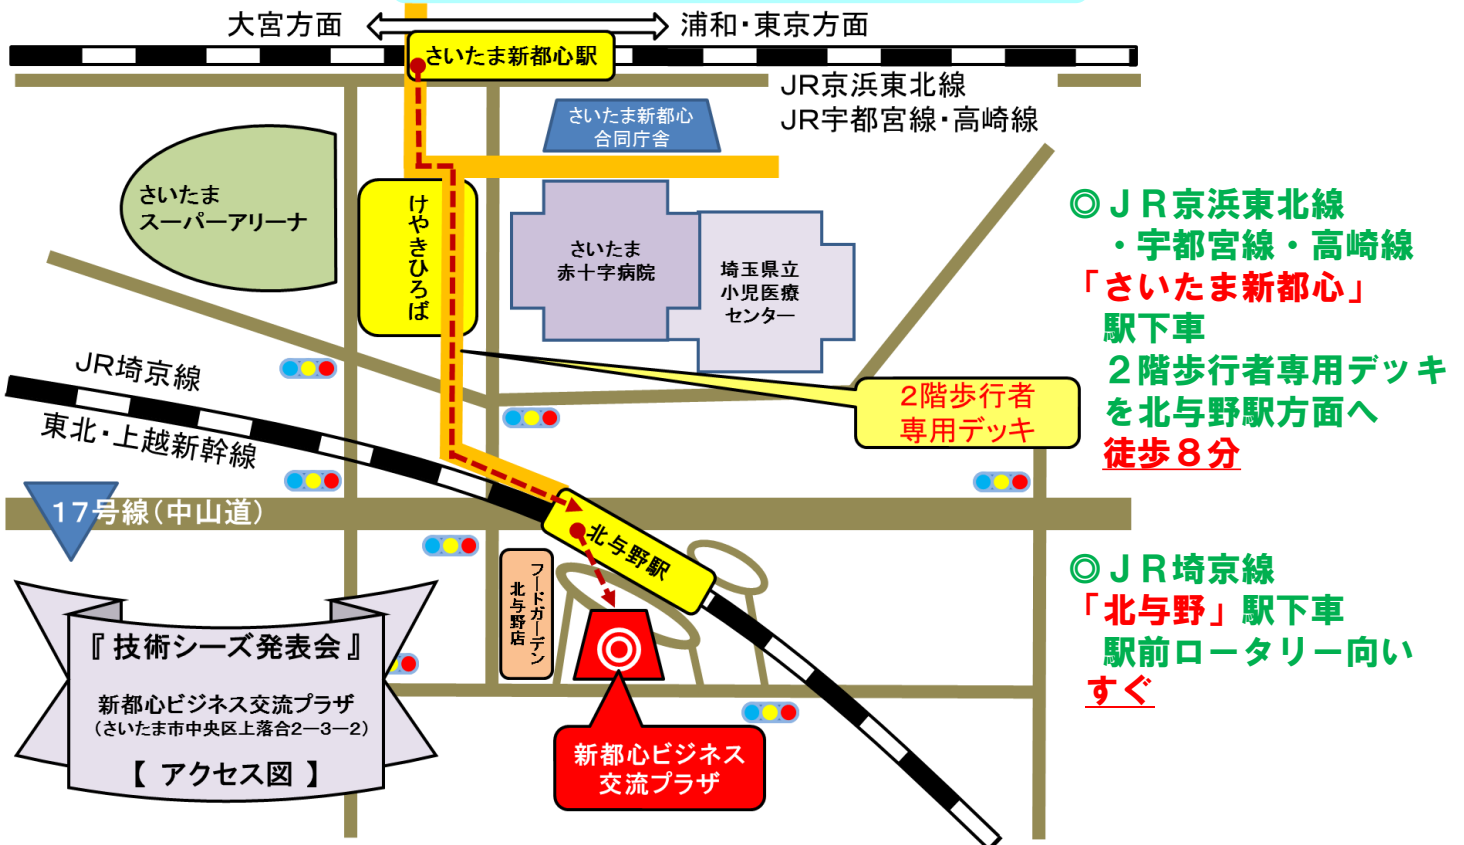 大宮方面
浦和・東京方面
さいたま新都心駅
JR京浜東北線
JR宇都宮線・高崎線
さいたま新都心
合同庁舎
さいたま
スーパーアリーナ
けやきひろば
さいたま
赤十字病院
埼玉県立
小児医療
センター
◎ＪＲ京浜東北線
・宇都宮線・高崎線
「さいたま新都心」
駅下車
２階歩行者専用デッキ
を北与野駅方面へ
徒歩８分
JR埼京線
東北・上越新幹線
2階歩行者
専用デッキ
１７号線（中山道）
北与野駅
フードガーデン
北与野店
◎ＪＲ埼京線
「北与野」駅下車
駅前ロータリー向い
すぐ
『 技術シーズ発表会 』
新都心ビジネス交流プラザ
（さいたま市中央区上落合2－3－2）
【 アクセス図 】
新都心ビジネス
交流プラザ